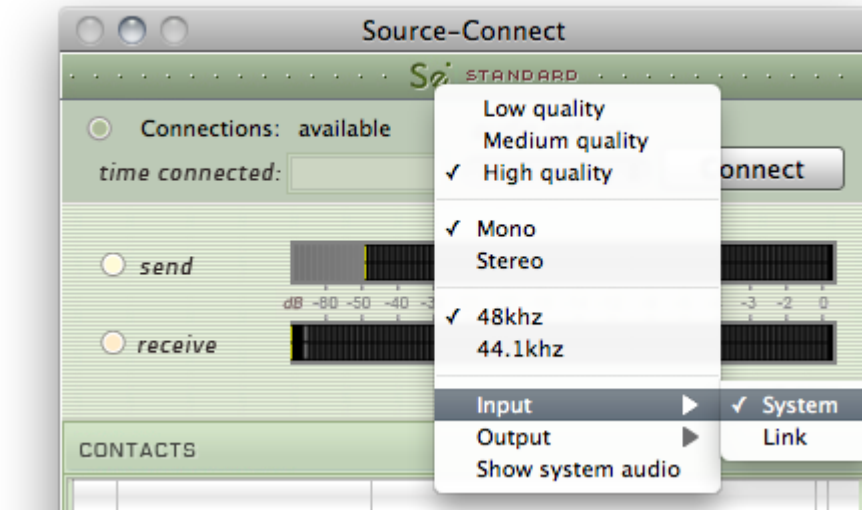 Source-Connect
STANDARD
Connections: available
time connected:
onnect
Low quality
Medium quality
✓ High quality
✓ Mono
Stereo
✓ 48khz
44.1khz
Input
Output
Show system audio
✓ System
Link
send
dB -80 -50 -40 -3 -3 -2 0
receive
CONTACTS